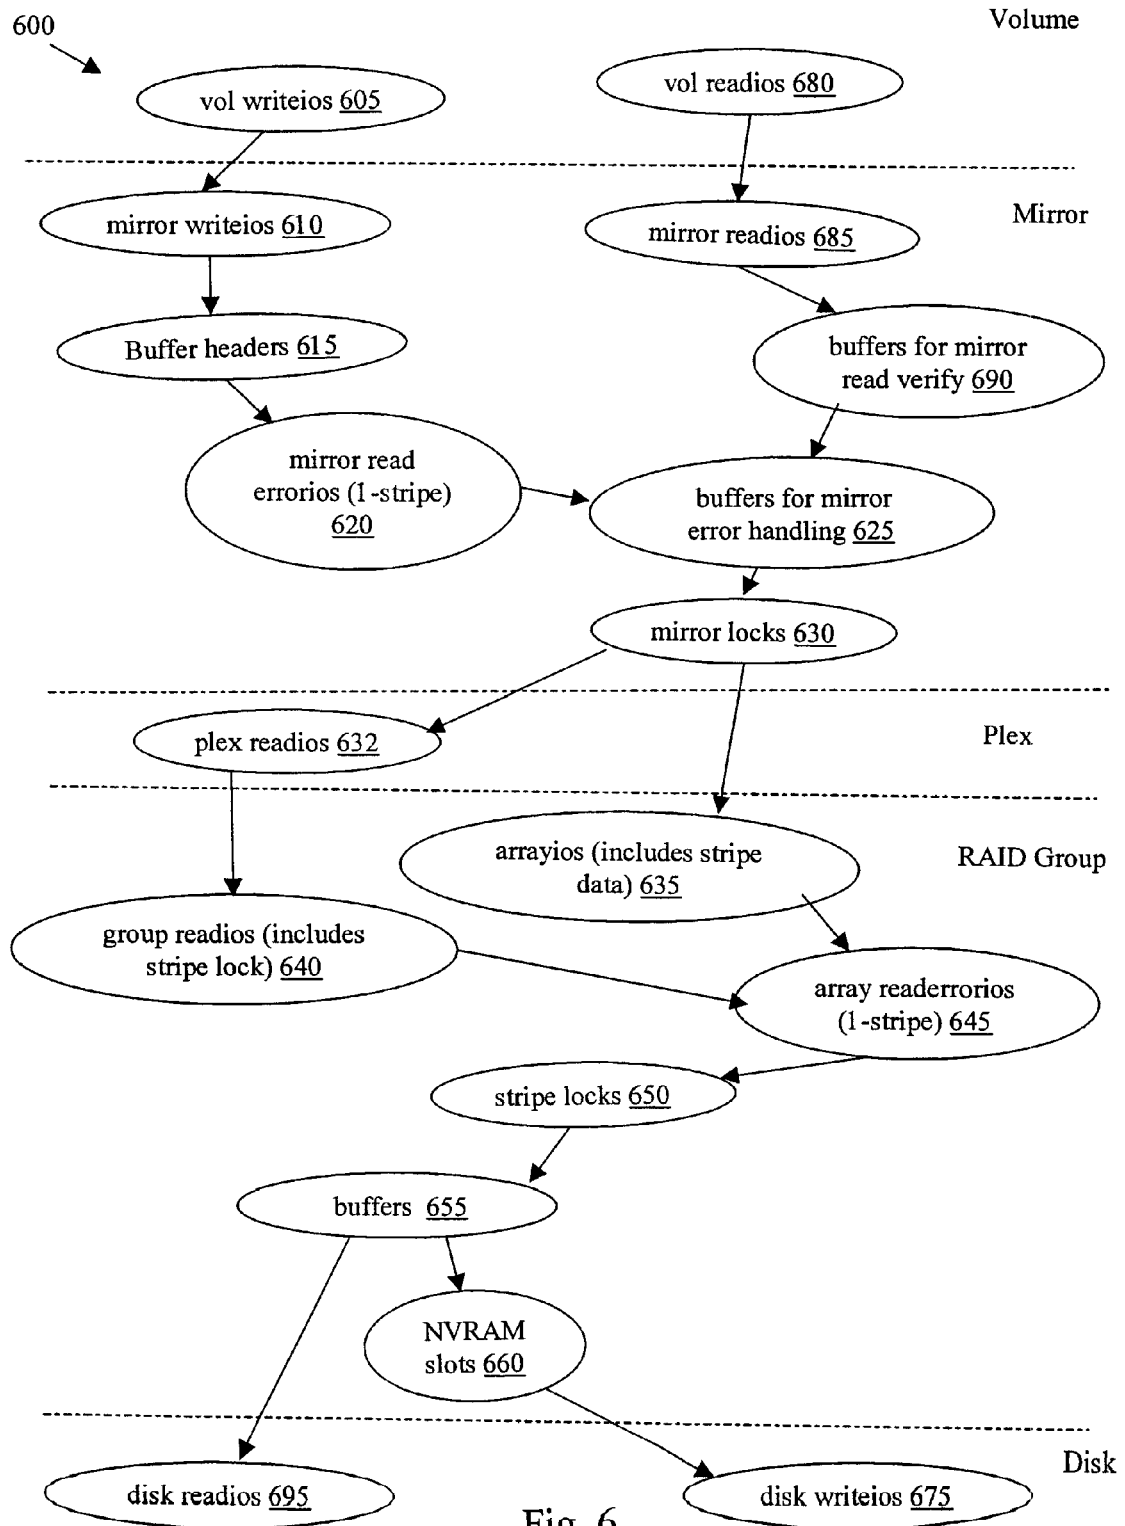 600
Volume
vol writeios 605
vol readios 680
mirror writeios 610
Mirror
mirror readios 685
Buffer headers 615
buffers for mirror
read verify 690
mirror read
errorios (1-stripe)
620
buffers for mirror
error handling 625
mirror locks 630
plex readios 632
Plex
arrayios (includes stripe
data) 635
RAID Group
group readios (includes
stripe lock) 640
array readerrorios
(1-stripe) 645
stripe locks 650
buffers 655
NVRAM
slots 660
Disk
disk readios 695
disk writeios 675
Fig. 6